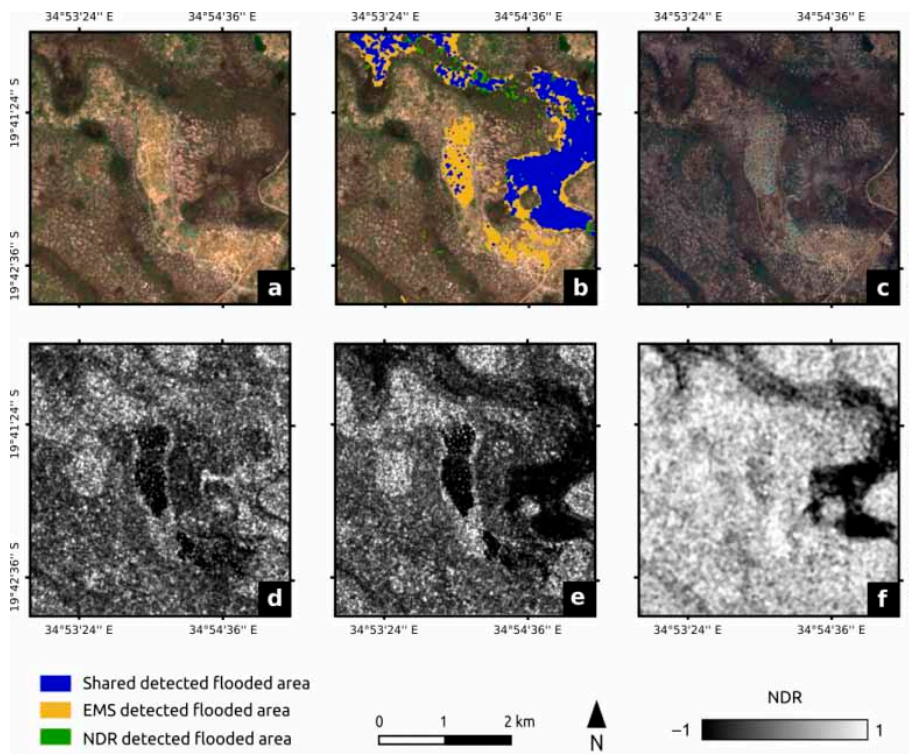 34°53'24'' E 34°54'36'' E 34°53'24'' E 34°54'36'' E 34°53'24'' E 34°54'36'' E
19°41'24'' S
19°42'36'' S
a
b
c
19°41'24'' S
19°42'36'' S
d
e
f
34°53'24'' E 34°54'36'' E 34°53'24'' E 34°54'36'' E 34°53'24'' E 34°54'36'' E
Shared detected flooded area
EMS detected flooded area
NDR detected flooded area
0 1 2 km
N
NDR
−1 1